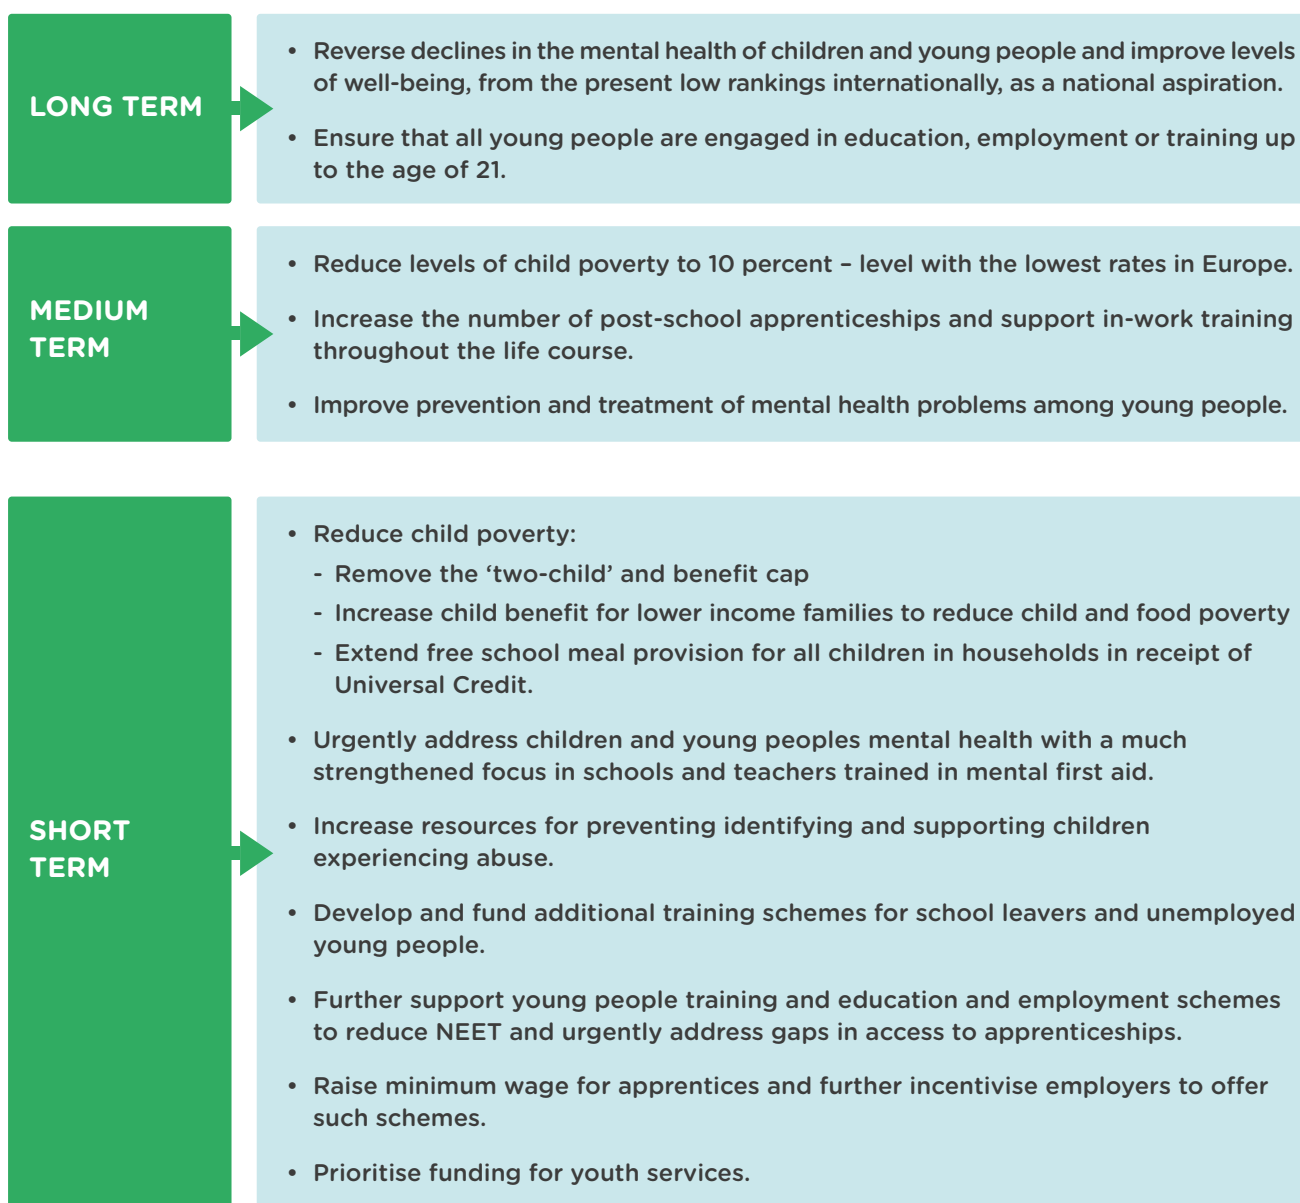 LONG TERM
• Reverse declines in the mental health of children and young people and improve levels
of well-being, from the present low rankings internationally, as a national aspiration.
• Ensure that all young people are engaged in education, employment or training up
to the age of 21.
MEDIUM
TERM
• Reduce levels of child poverty to 10 percent – level with the lowest rates in Europe.
• Increase the number of post-school apprenticeships and support in-work training
throughout the life course.
• Improve prevention and treatment of mental health problems among young people.
SHORT
TERM
• Reduce child poverty:
- Remove the ‘two-child’ and benefit cap
- Increase child benefit for lower income families to reduce child and food poverty
- Extend free school meal provision for all children in households in receipt of
Universal Credit.
• Urgently address children and young peoples mental health with a much
strengthened focus in schools and teachers trained in mental first aid.
• Increase resources for preventing identifying and supporting children
experiencing abuse.
• Develop and fund additional training schemes for school leavers and unemployed
young people.
• Further support young people training and education and employment schemes
to reduce NEET and urgently address gaps in access to apprenticeships.
• Raise minimum wage for apprentices and further incentivise employers to offer
such schemes.
• Prioritise funding for youth services.